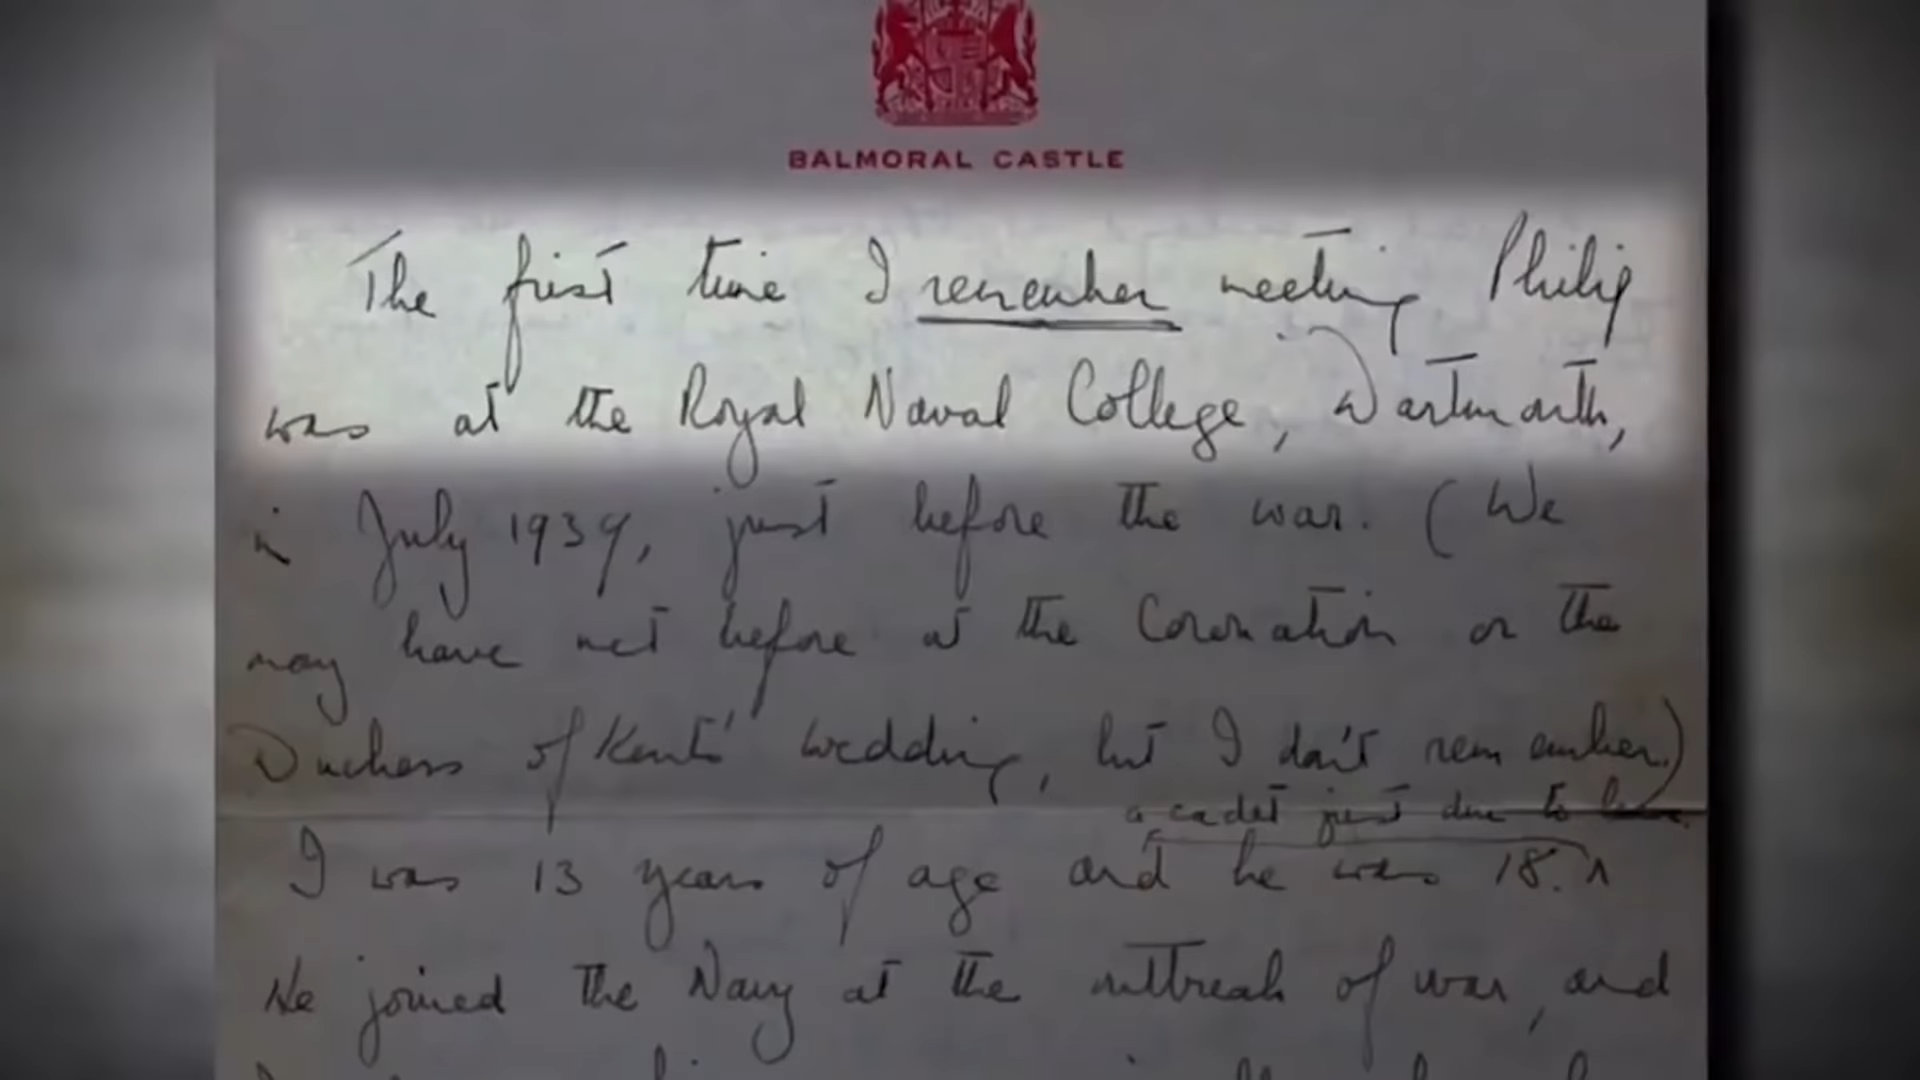 BALMORAL CASTLE
The first time I remember meeting Philip
was at the Royal Naval College, Dartmouth,
in July 1939, just before the war. (We
may have met before at the Coronation or the
Duchess of Kent's wedding, but I don't remember.)
a cadet just due to leave.
I was 13 years of age and he was 18. ^
He joined the Navy at the outbreak of war, and